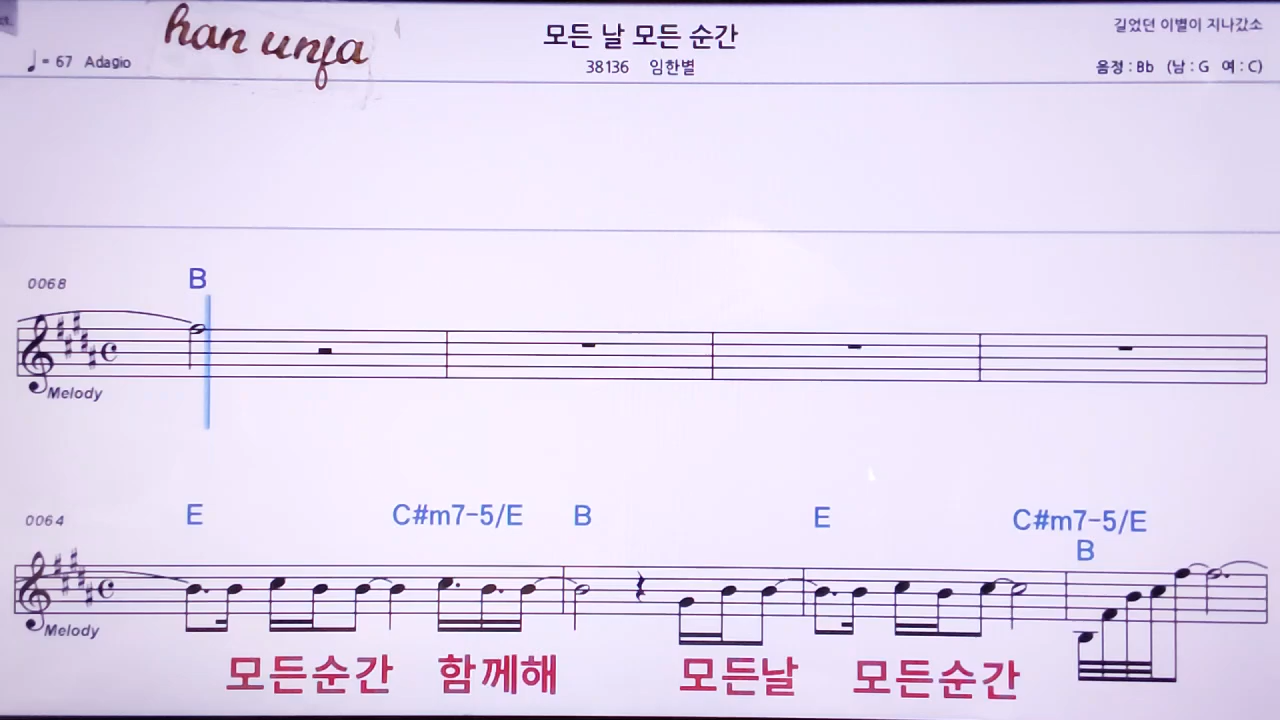 han unfa
모든 날 모든 순간
길었던 이별이 지나갔소
♩= 67 Adagio
38136 임한별
음정 : Bb (남 : G 여 : C)
0068
B
Melody
0064
E C#m7-5/E B E C#m7-5/E
B
Melody
모든순간 함께해 모든날 모든순간